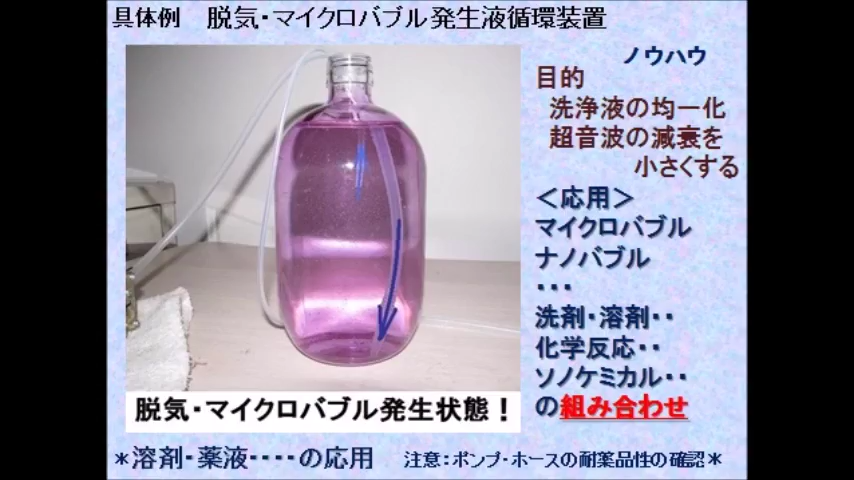 具体例　脱気・マイクロバブル発生液循環装置
ノウハウ
目的
洗浄液の均一化
超音波の減衰を
小さくする
＜応用＞
マイクロバブル
ナノバブル
・・・
洗剤・溶剤・・
化学反応・・
ソノケミカル・・
の組み合わせ
脱気・マイクロバブル発生状態！
＊溶剤・薬液・・・・の応用　注意：ポンプ・ホースの耐薬品性の確認＊